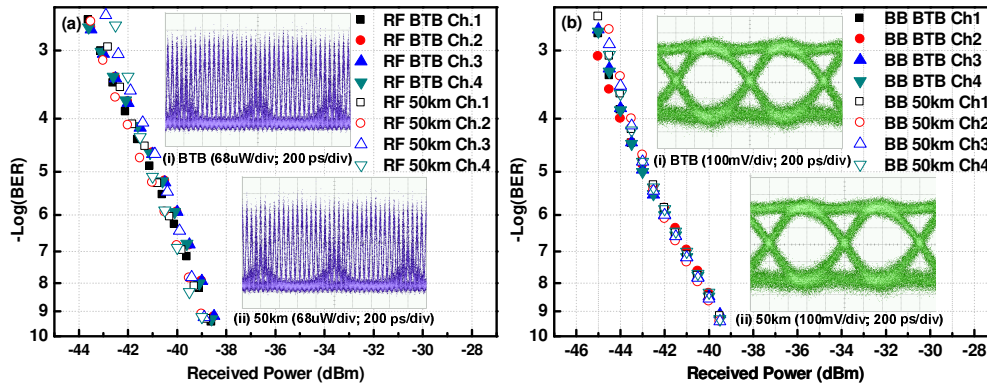 (a)
RF BTB Ch.1
RF BTB Ch.2
RF BTB Ch.3
RF BTB Ch.4
RF 50km Ch.1
RF 50km Ch.2
RF 50km Ch.3
RF 50km Ch.4
(i) BTB (68uW/div; 200 ps/div)
(ii) 50km (68uW/div; 200 ps/div)
-Log(BER)
3
4
5
6
7
8
9
10
-44 -42 -40 -38 -36 -34 -32 -30 -28
Received Power (dBm)
(b)
BB BTB Ch1
BB BTB Ch2
BB BTB Ch3
BB BTB Ch4
BB 50km Ch1
BB 50km Ch2
BB 50km Ch3
BB 50km Ch4
(i) BTB (100mV/div; 200 ps/div)
(ii) 50km (100mV/div; 200 ps/div)
-Log(BER)
3
4
5
6
7
8
9
10
-46 -44 -42 -40 -38 -36 -34 -32 -30 -28
Received Power (dBm)